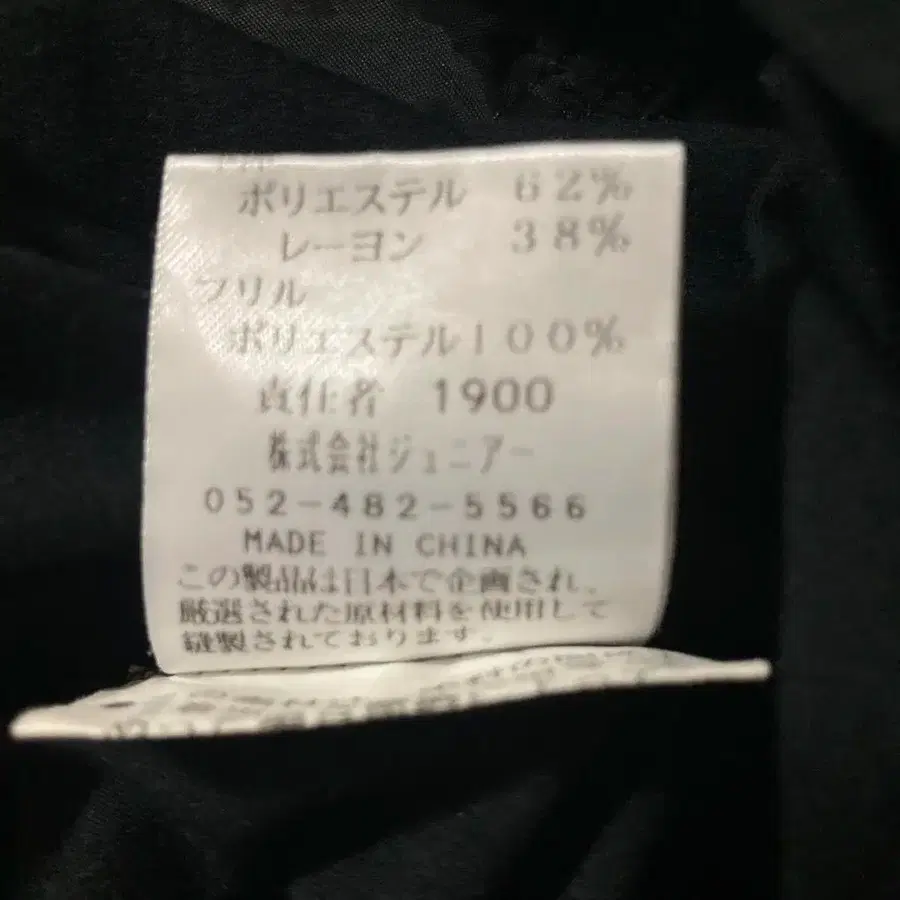 ポリエステル 62%
レーヨン 38%
フリル
ポリエステル100%
責任者 1900
株式会社ジュニアー
052-482-5566
MADE IN CHINA
この製品は日本で企画され、
厳選された原材料を使用して
縫製されております。